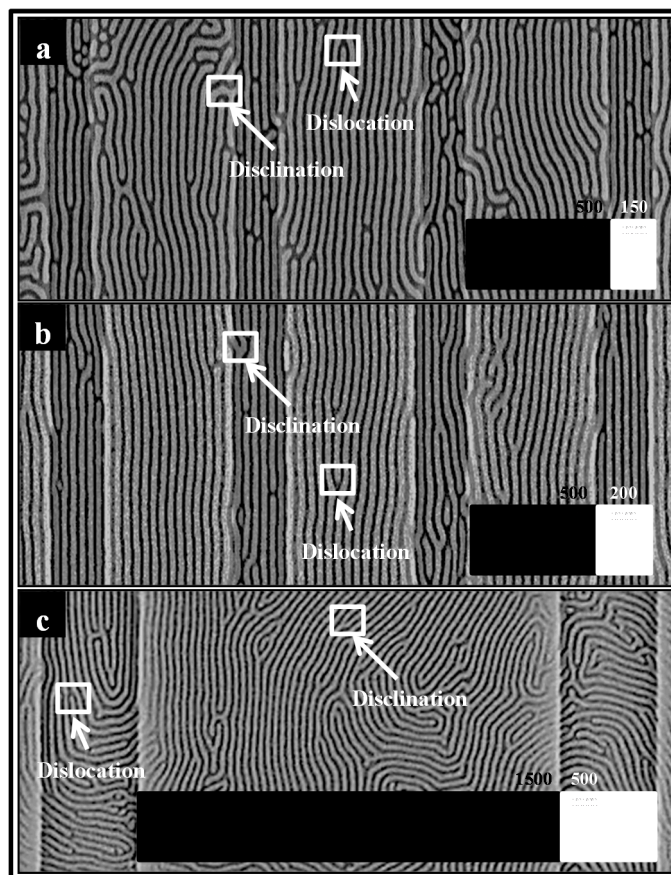 a
Dislocation
Disclination
500 150
b
Disclination
Dislocation
500 200
c
Disclination
Dislocation
1500 500